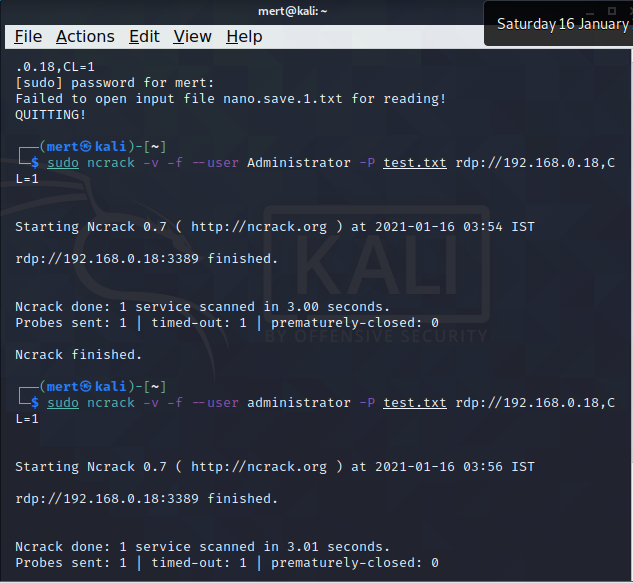 mert@kali: ~
Saturday 16 January
File Actions Edit View Help
.0.18,CL=1
[sudo] password for mert:
Failed to open input file nano.save.1.txt for reading!
QUITTING!
┌──(mert㉿kali)-[~]
└─$ sudo ncrack -v -f --user Administrator -P test.txt rdp://192.168.0.18,C
L=1
Starting Ncrack 0.7 ( http://ncrack.org ) at 2021-01-16 03:54 IST
rdp://192.168.0.18:3389 finished.
KALI
Ncrack done: 1 service scanned in 3.00 seconds.
Probes sent: 1 | timed-out: 1 | prematurely-closed: 0
BY OFFENSIVE SECURITY
Ncrack finished.
┌──(mert㉿kali)-[~]
└─$ sudo ncrack -v -f --user administrator -P test.txt rdp://192.168.0.18,C
L=1
Starting Ncrack 0.7 ( http://ncrack.org ) at 2021-01-16 03:56 IST
rdp://192.168.0.18:3389 finished.
Ncrack done: 1 service scanned in 3.01 seconds.
Probes sent: 1 | timed-out: 1 | prematurely-closed: 0